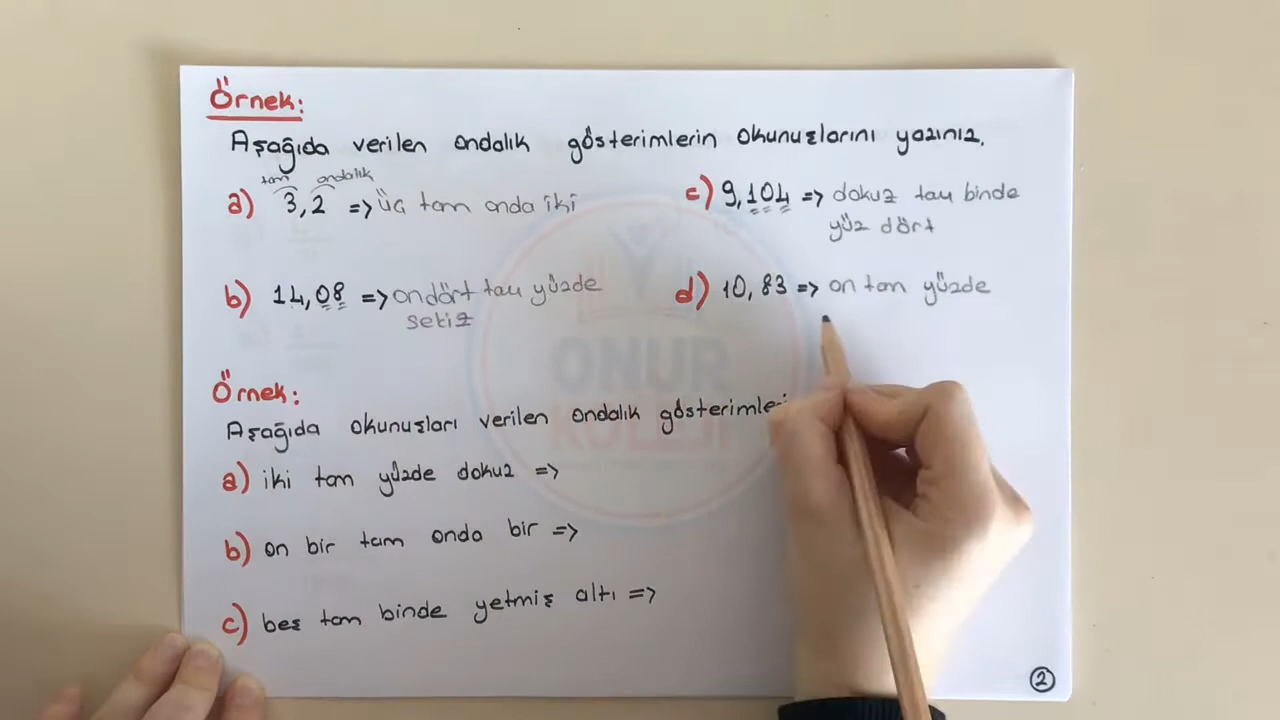 Örnek:
Aşağıda verilen ondalık gösterimlerin okunuşlarını yazınız.
tam ondalık
a) 3,2 => üç tam onda iki
c) 9,104 => dokuz tam binde
yüz dört
b) 14,08 => ondört tam yüzde
sekiz
d) 10,83 => on tam yüzde
ONUR
Örnek:
Aşağıda okunuşları verilen ondalık gösterimleri
a) iki tam yüzde dokuz =>
b) on bir tam onda bir =>
c) beş tam binde yetmiş altı =>
2